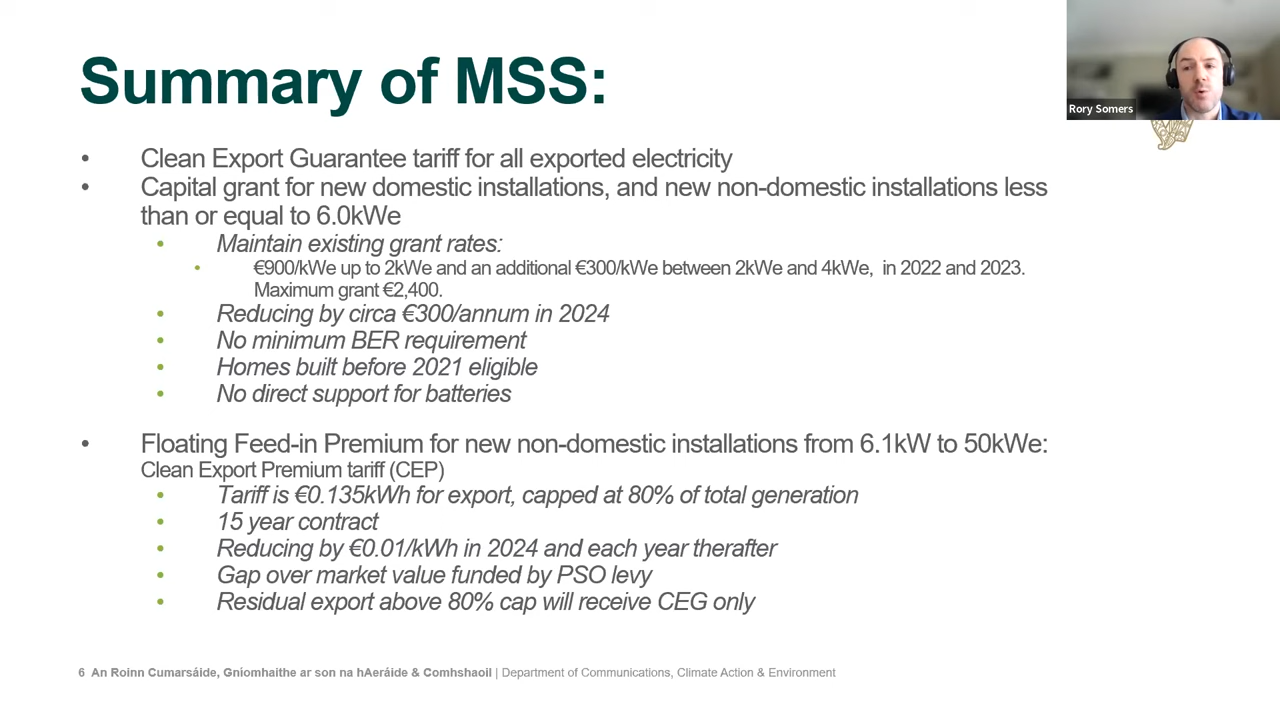 Summary of MSS:
Rory Somers
• Clean Export Guarantee tariff for all exported electricity
• Capital grant for new domestic installations, and new non-domestic installations less
than or equal to 6.0kWe
• Maintain existing grant rates:
• €900/kWe up to 2kWe and an additional €300/kWe between 2kWe and 4kWe, in 2022 and 2023.
Maximum grant €2,400.
• Reducing by circa €300/annum in 2024
• No minimum BER requirement
• Homes built before 2021 eligible
• No direct support for batteries
• Floating Feed-in Premium for new non-domestic installations from 6.1kW to 50kWe:
Clean Export Premium tariff (CEP)
• Tariff is €0.135kWh for export, capped at 80% of total generation
• 15 year contract
• Reducing by €0.01/kWh in 2024 and each year therafter
• Gap over market value funded by PSO levy
• Residual export above 80% cap will receive CEG only
6 An Roinn Cumarsáide, Gníomhaithe ar son na hAeráide & Comhshaoil | Department of Communications, Climate Action & Environment